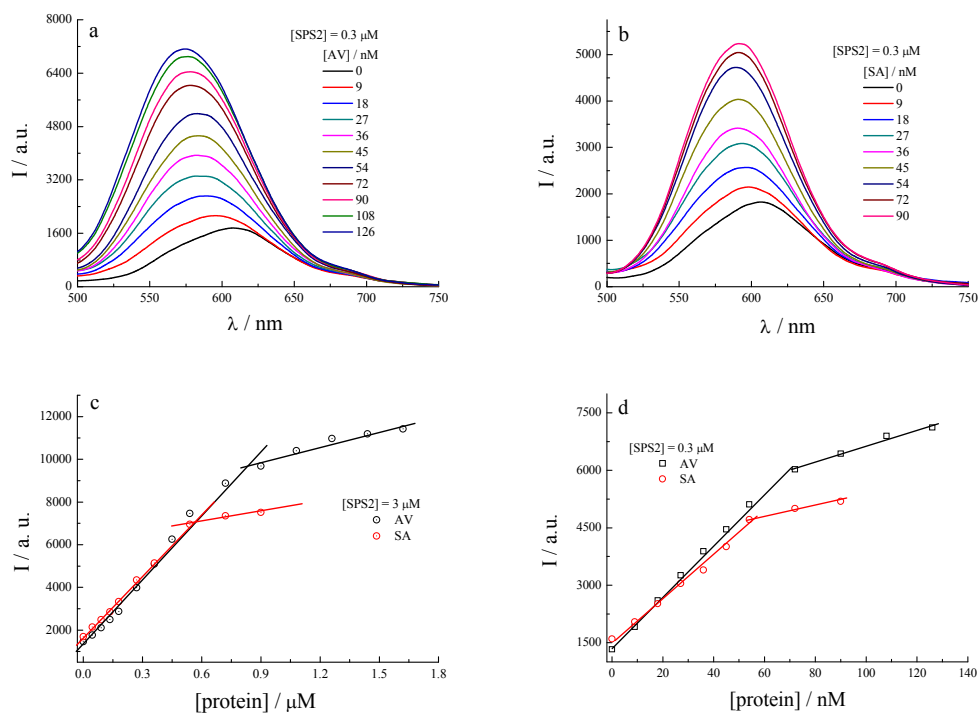 a
[SPS2] = 0.3 μM
[AV] / nM
0
9
18
27
36
45
54
72
90
108
126
8000
6400
4800
3200
1600
0
I / a.u.
500 550 600 650 700 750
λ / nm
b
[SPS2] = 0.3 μM
[SA] / nM
0
9
18
27
36
45
54
72
90
5000
4000
3000
2000
1000
0
I / a.u.
500 550 600 650 700 750
λ / nm
c
[SPS2] = 3 μM
AV
SA
12000
10000
8000
6000
4000
2000
I / a.u.
0.0 0.3 0.6 0.9 1.2 1.5 1.8
[protein] / μM
d
[SPS2] = 0.3 μM
AV
SA
7500
6000
4500
3000
1500
I / a.u.
0 20 40 60 80 100 120 140
[protein] / nM